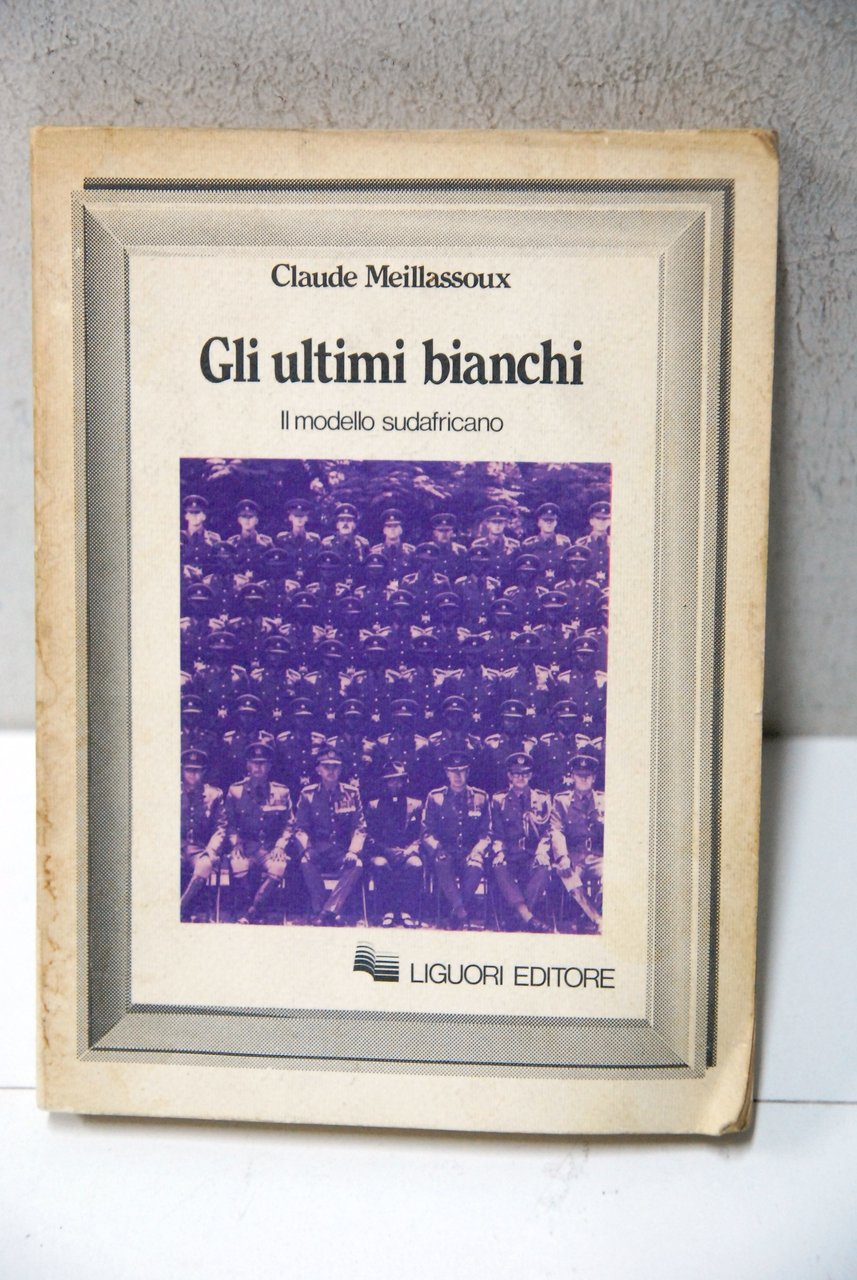 Claude Meillassoux
Gli ultimi bianchi
Il modello sudafricano
LIGUORI EDITORE